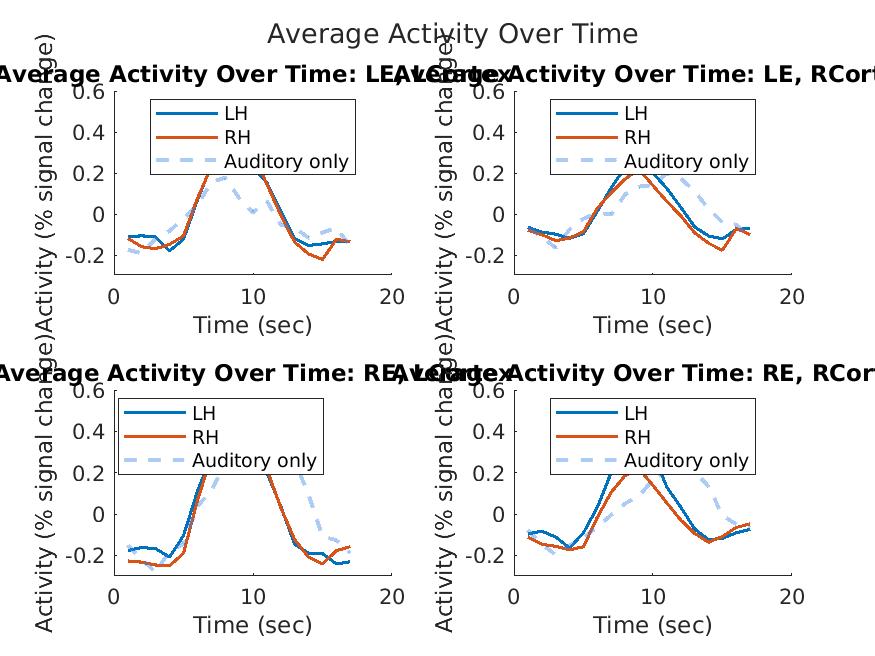 Average Activity Over Time
Average Activity Over Time: LE, LCortex
Average Activity Over Time: LE, RCort
Activity (% signal change)
0.6
0.4
0.2
0
-0.2
LH
RH
Auditory only
0
10
20
Time (sec)
Activity (% signal change)
0.6
0.4
0.2
0
-0.2
LH
RH
Auditory only
0
10
20
Time (sec)
Average Activity Over Time: RE, LCortex
Average Activity Over Time: RE, RCort
Activity (% signal change)
0.6
0.4
0.2
0
-0.2
LH
RH
Auditory only
0
10
20
Time (sec)
Activity (% signal change)
0.6
0.4
0.2
0
-0.2
LH
RH
Auditory only
0
10
20
Time (sec)